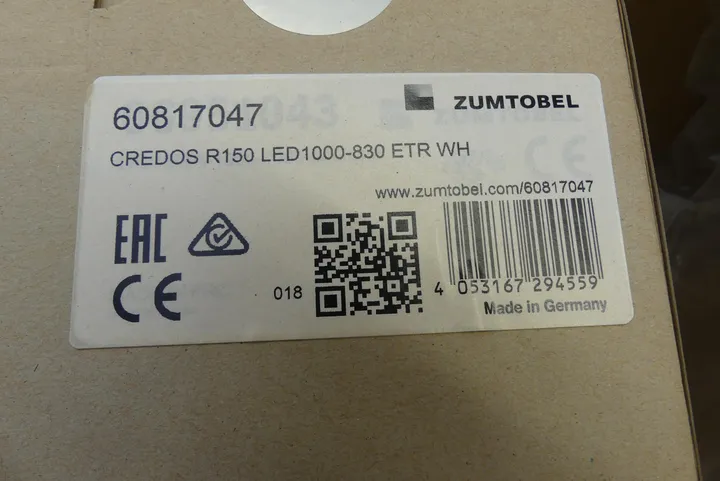 ZUMTOBEL
60817047
CREDOS R150 LED1000-830 ETR WH
www.zumtobel.com/60817047
EAC
CE
018
4 053167 294559
Made in Germany